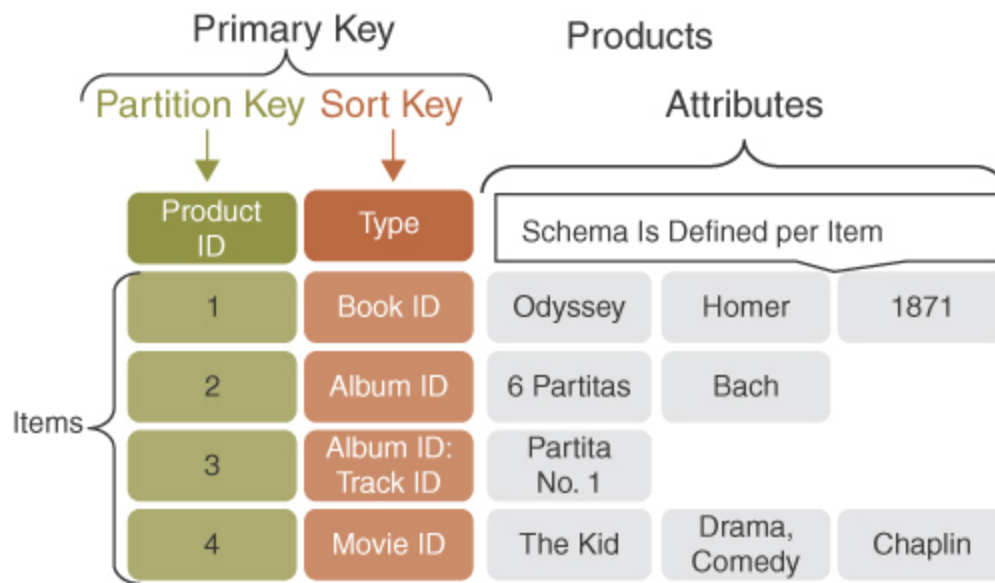 Primary Key
Products
Partition Key
Sort Key
Attributes
Product
ID
Type
Schema Is Defined per Item
Items
1
Book ID
Odyssey
Homer
1871
2
Album ID
6 Partitas
Bach
3
Album ID:
Track ID
Partita
No. 1
4
Movie ID
The Kid
Drama,
Comedy
Chaplin